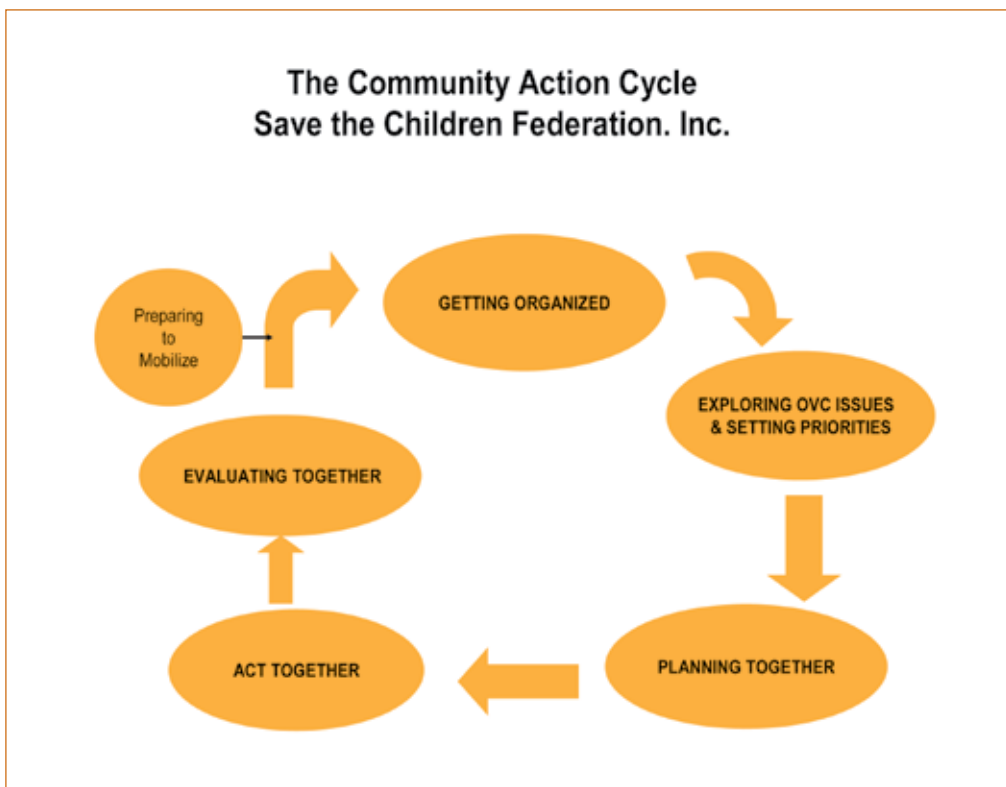 The Community Action Cycle
Save the Children Federation. Inc.
GETTING ORGANIZED
Preparing
to
Mobilize
EXPLORING OVC ISSUES
& SETTING PRIORITIES
EVALUATING TOGETHER
PLANNING TOGETHER
ACT TOGETHER